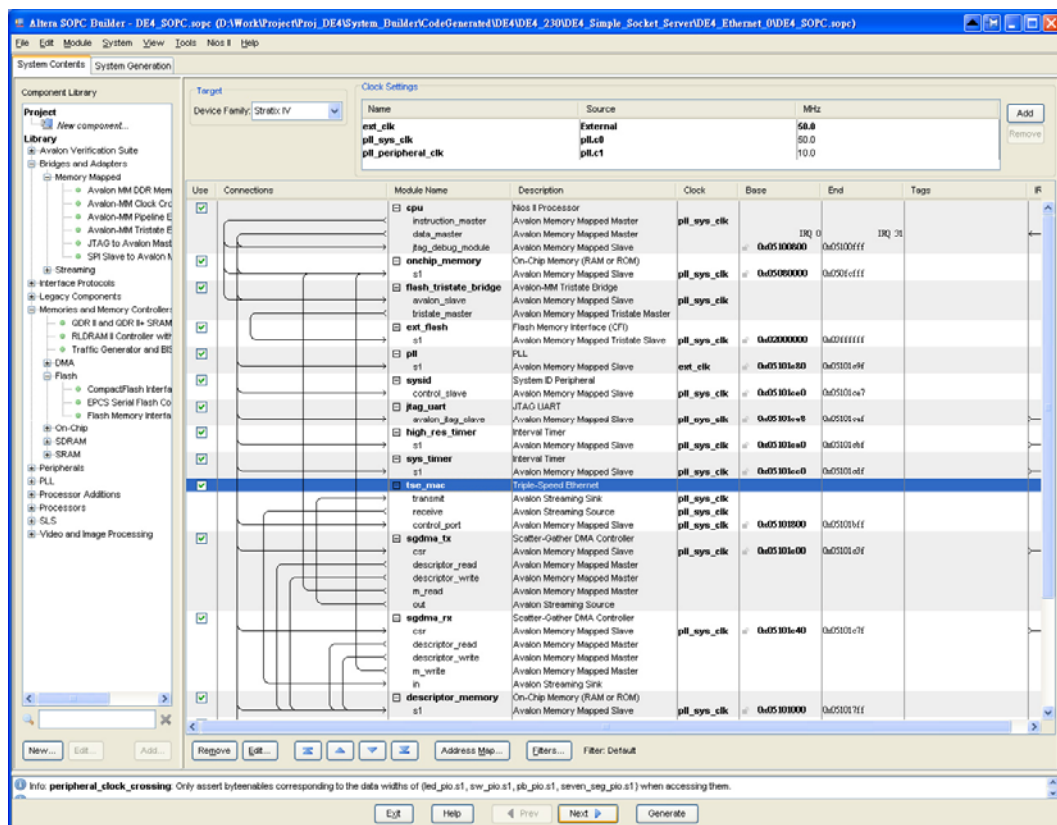 Altera SOPC Builder - DE4_SOPC.sopc (D:\Work\Project\Proj_DE4\System_Builder\CodeGenerated\DE4\DE4_230\DE4_Simple_Socket_Server\DE4_Ethernet_0\DE4_SOPC.sopc)
File Edit Module System View Tools Nios II Help
System Contents System Generation
Component Library
Project
New component...
Library
Avalon Verification Suite
Bridges and Adapters
Memory Mapped
Avalon MM DDR Mem
Avalon-MM Clock Cro
Avalon-MM Pipeline E
Avalon-MM Tristate E
JTAG to Avalon Mast
SPI Slave to Avalon M
Streaming
Interface Protocols
Legacy Components
Memories and Memory Controllers
QDR II and QDR II+ SRAM
RLDRAM II Controller with
Traffic Generator and BIS
DMA
Flash
CompactFlash Interfa
EPCS Serial Flash Co
Flash Memory Interfa
On-Chip
SDRAM
SRAM
Peripherals
PLL
Processor Additions
Processors
SLS
Video and Image Processing
New... Edit... Add...
Target
Device Family: Stratix IV
Clock Settings
Name Source MHz
ext_clk External 50.0
pll_sys_clk pll.c0 50.0
pll_peripheral_clk pll.c1 10.0
Add
Remove
Use Connections Module Name Description Clock Base End Tags IR
cpu Nios II Processor
instruction_master Avalon Memory Mapped Master pll_sys_clk
data_master Avalon Memory Mapped Master IRQ 0 IRQ 31
jtag_debug_module Avalon Memory Mapped Slave 0x05100800 0x05100fff
onchip_memory On-Chip Memory (RAM or ROM)
s1 Avalon Memory Mapped Slave pll_sys_clk 0x05080000 0x050fcfff
flash_tristate_bridge Avalon-MM Tristate Bridge
avalon_slave Avalon Memory Mapped Slave pll_sys_clk
tristate_master Avalon Memory Mapped Tristate Master
ext_flash Flash Memory Interface (CFI)
s1 Avalon Memory Mapped Tristate Slave pll_sys_clk 0x02000000 0x02ffffff
pll PLL
s1 Avalon Memory Mapped Slave ext_clk 0x05101e80 0x05101e9f
sysid System ID Peripheral
control_slave Avalon Memory Mapped Slave pll_sys_clk 0x05101ee0 0x05101ee7
jtag_uart JTAG UART
avalon_jtag_slave Avalon Memory Mapped Slave pll_sys_clk 0x05101ee8 0x05101eef
high_res_timer Interval Timer
s1 Avalon Memory Mapped Slave pll_sys_clk 0x05101ea0 0x05101ebf
sys_timer Interval Timer
s1 Avalon Memory Mapped Slave pll_sys_clk 0x05101ec0 0x05101edf
tse_mac Triple-Speed Ethernet
transmit Avalon Streaming Sink pll_sys_clk
receive Avalon Streaming Source pll_sys_clk
control_port Avalon Memory Mapped Slave pll_sys_clk 0x05101800 0x05101bff
sgdma_tx Scatter-Gather DMA Controller
csr Avalon Memory Mapped Slave pll_sys_clk 0x05101e00 0x05101e3f
descriptor_read Avalon Memory Mapped Master
descriptor_write Avalon Memory Mapped Master
m_read Avalon Memory Mapped Master
out Avalon Streaming Source
sgdma_rx Scatter-Gather DMA Controller
csr Avalon Memory Mapped Slave pll_sys_clk 0x05101e40 0x05101e7f
descriptor_read Avalon Memory Mapped Master
descriptor_write Avalon Memory Mapped Master
m_write Avalon Memory Mapped Master
in Avalon Streaming Sink
descriptor_memory On-Chip Memory (RAM or ROM)
s1 Avalon Memory Mapped Slave pll_sys_clk 0x05101000 0x051017ff
Remove Edit... Address Map... Filters... Filter: Default
Info: peripheral_clock_crossing: Only assert byteenables corresponding to the data widths of (led_pio.s1, sw_pio.s1, pb_pio.s1, seven_seg_pio.s1) when accessing them.
Exit Help Prev Next Generate